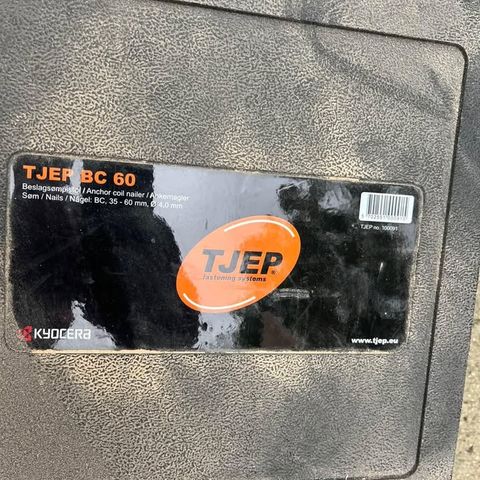 TJEP BC 60
Beslagsømpistol / Anchor coil nailer / Ankernagler
Søm / Nails / Nägel: BC, 35 - 60 mm, Ø 4,0 mm
TJEP no. 100091
TJEP®
fastening systems
KYOCERA
www.tjep.eu